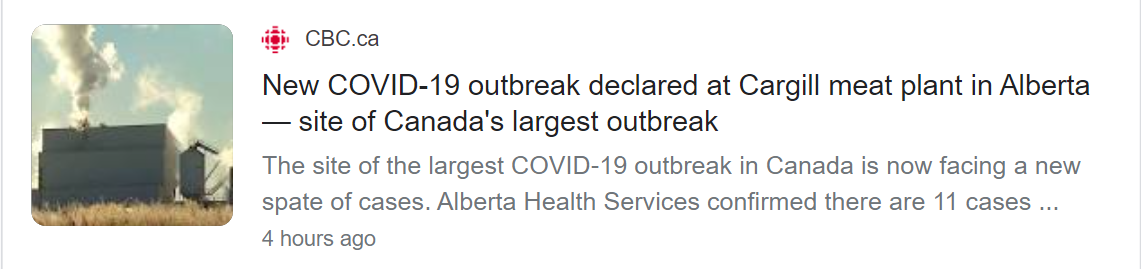 CBC.ca
New COVID-19 outbreak declared at Cargill meat plant in Alberta
— site of Canada's largest outbreak
The site of the largest COVID-19 outbreak in Canada is now facing a new
spate of cases. Alberta Health Services confirmed there are 11 cases ...
4 hours ago